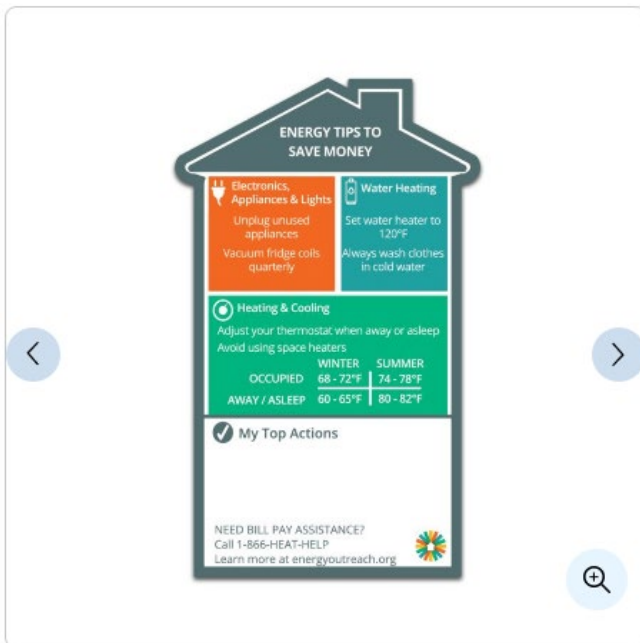 ENERGY TIPS TO
SAVE MONEY
Electronics,
Appliances & Lights
Unplug unused
appliances
Vacuum fridge coils
quarterly
Water Heating
Set water heater to
120°F
Always wash clothes
in cold water
Heating & Cooling
Adjust your thermostat when away or asleep
Avoid using space heaters
WINTER SUMMER
OCCUPIED 68 - 72°F 74 - 78°F
AWAY / ASLEEP 60 - 65°F 80 - 82°F
My Top Actions
NEED BILL PAY ASSISTANCE?
Call 1-866-HEAT-HELP
Learn more at energyoutreach.org